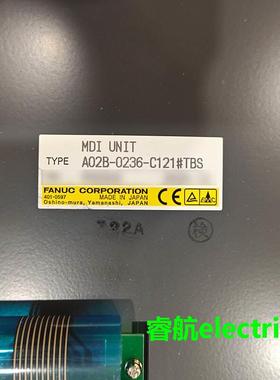 MDI UNIT
TYPE A02B-0236-C121#TBS
FANUC CORPORATION
401-0597 MADE IN JAPAN
Oshino-mura, Yamanashi, JAPAN
CE
睿航electri